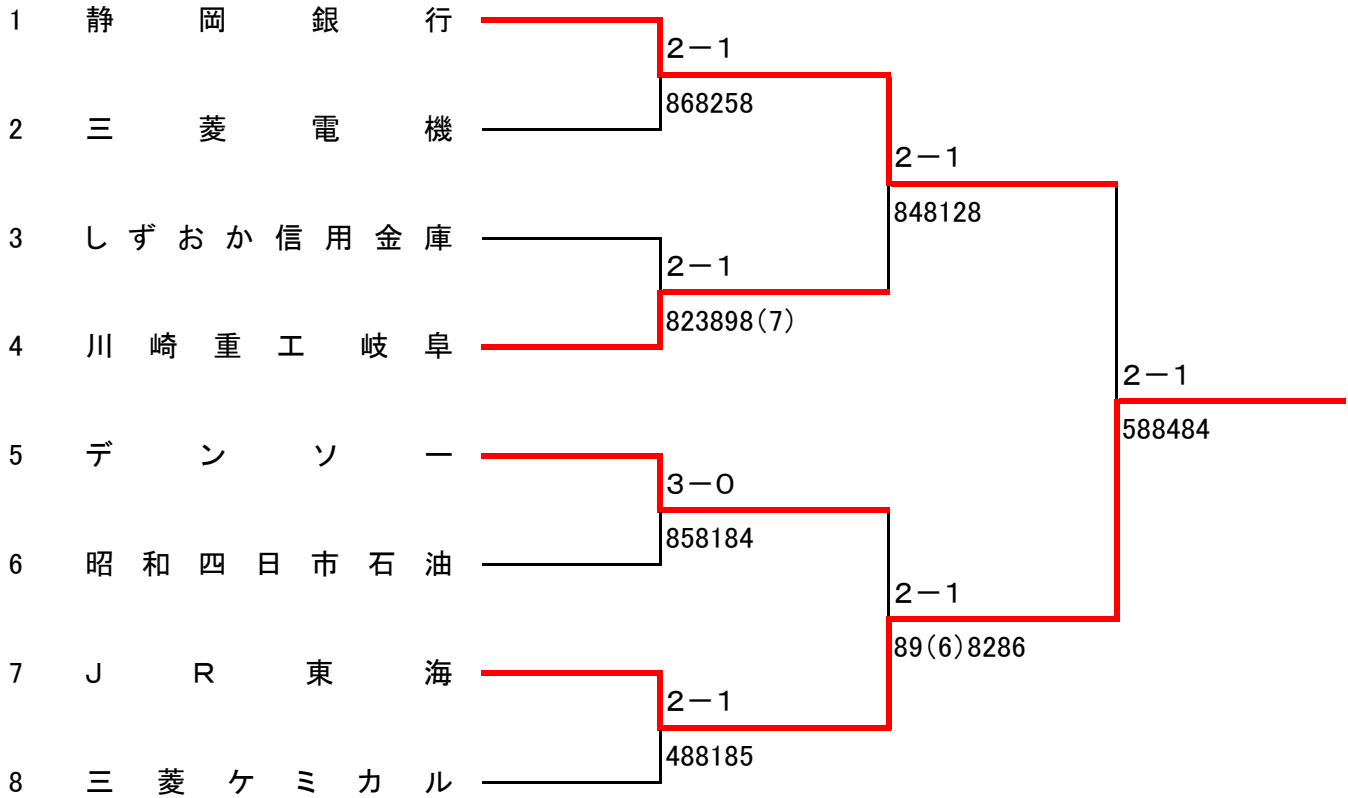 1 静岡銀行
2－1
868258
2 三菱電機
2－1
848128
3 しずおか信用金庫
2－1
823898(7)
4 川崎重工岐阜
2－1
588484
5 デンソー
3－0
858184
6 昭和四日市石油
2－1
89(6)8286
7 ＪＲ東海
2－1
488185
8 三菱ケミカル